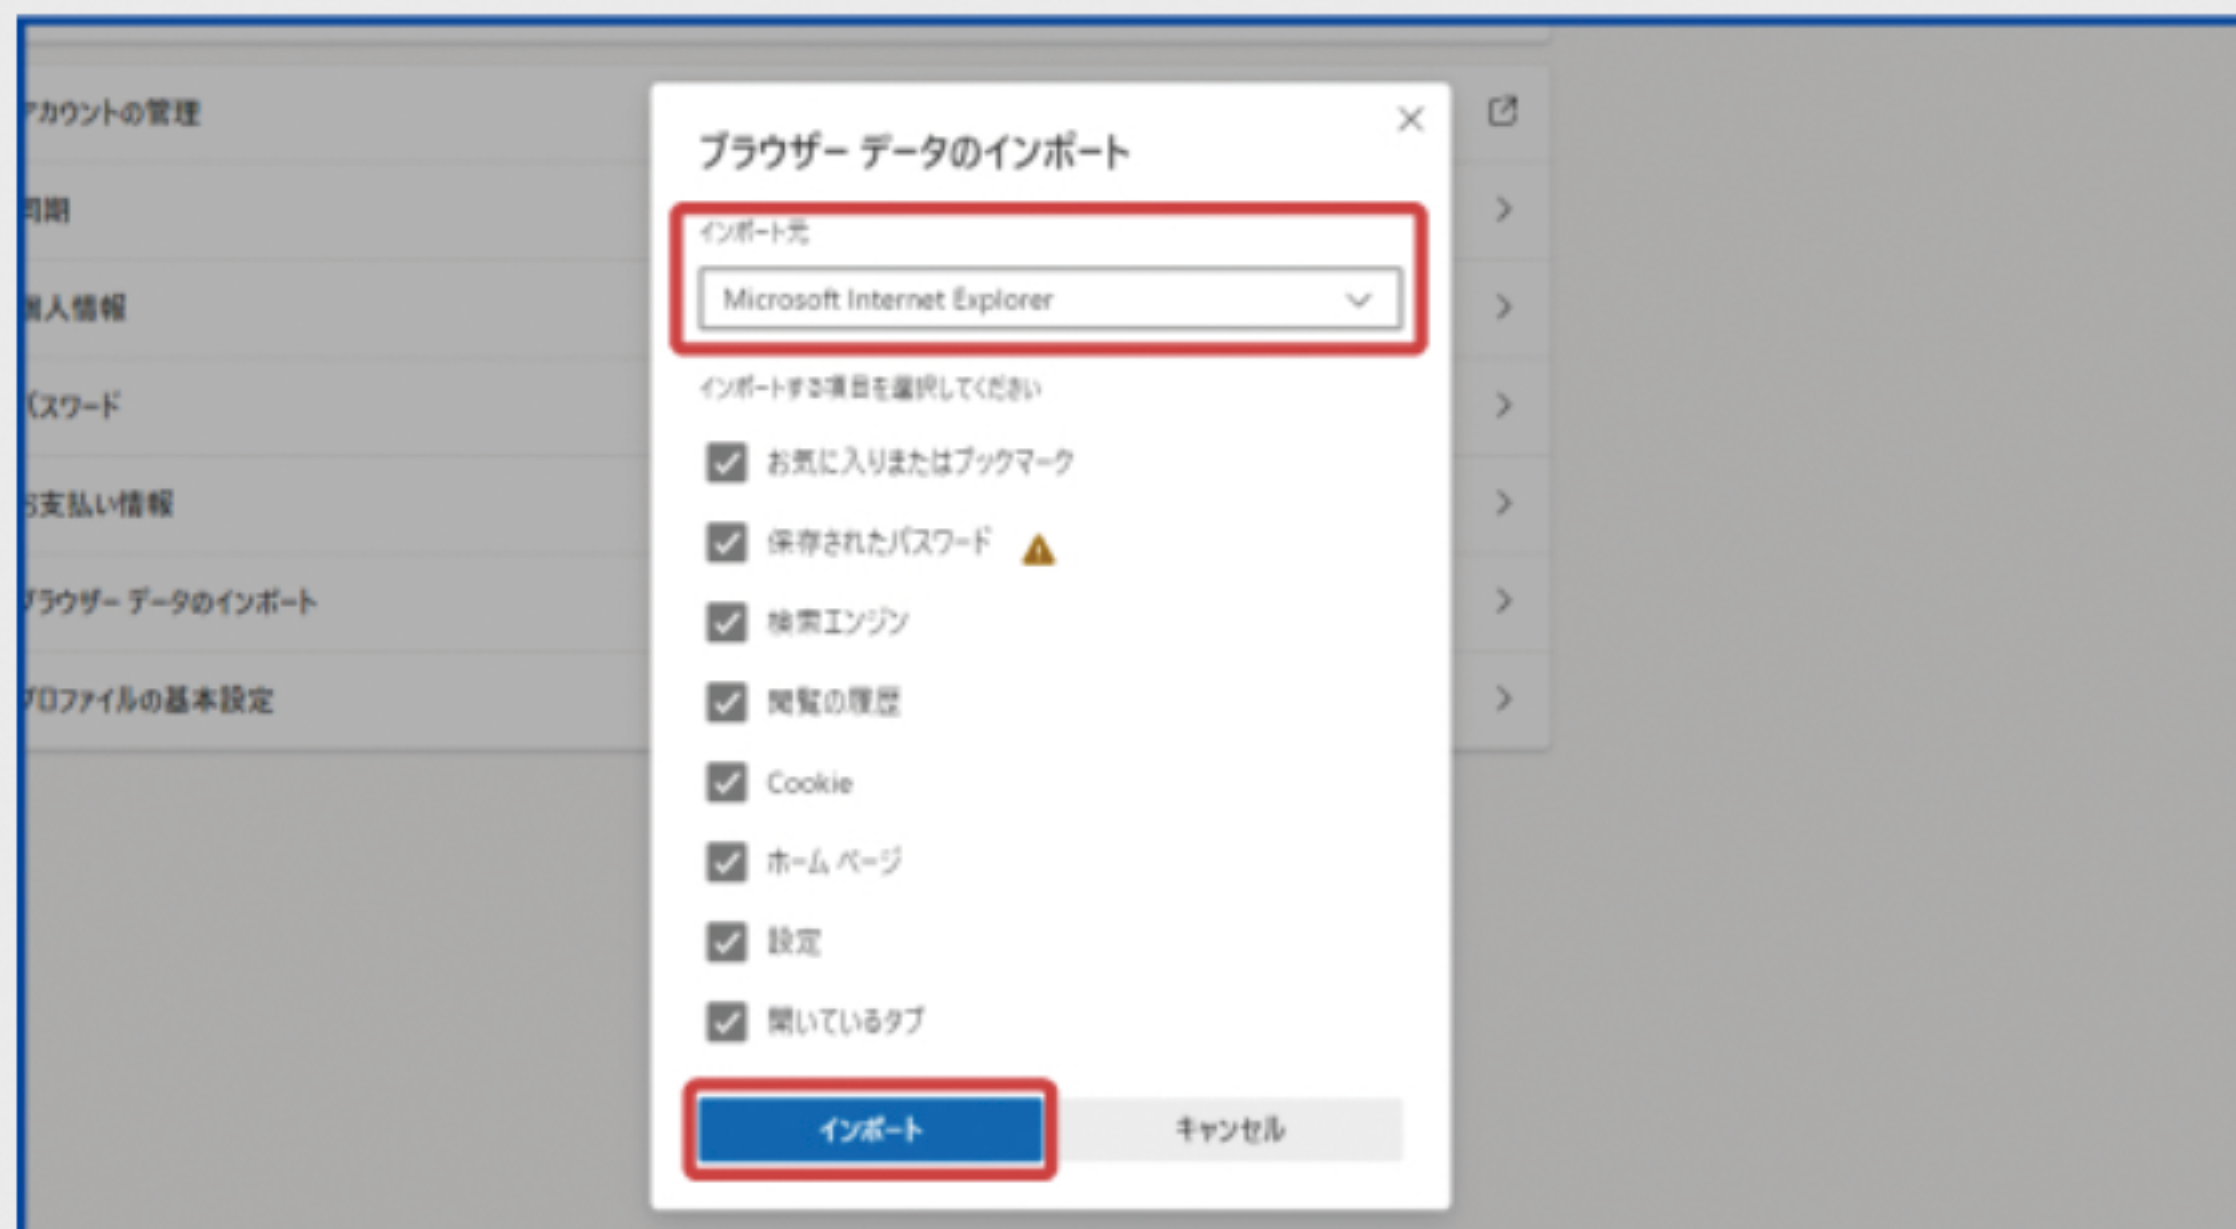 アカウントの管理
同期
個人情報
パスワード
お支払い情報
ブラウザー データのインポート
プロファイルの基本設定
ブラウザー データのインポート
インポート元
Microsoft Internet Explorer
インポートする項目を選択してください
お気に入りまたはブックマーク
保存されたパスワード
検索エンジン
閲覧の履歴
Cookie
ホーム ページ
設定
開いているタブ
インポート
キャンセル